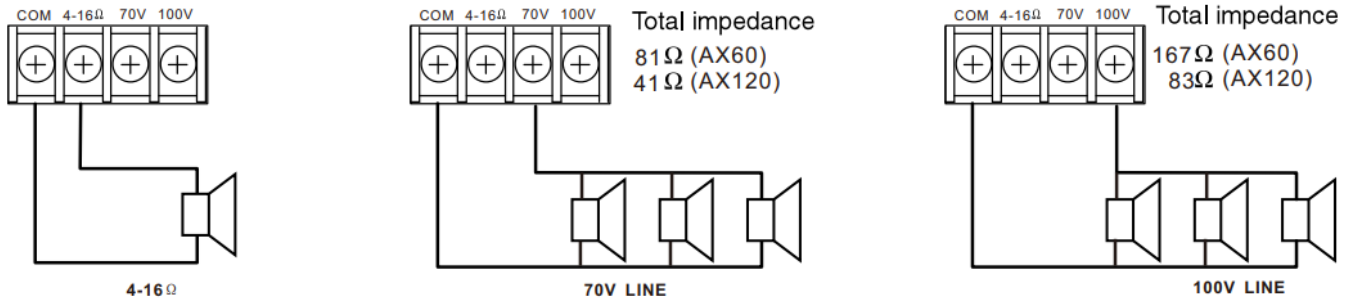 COM 4-16Ω 70V 100V
4-16Ω
COM 4-16Ω 70V 100V
Total impedance
81Ω (AX60)
41Ω (AX120)
70V LINE
COM 4-16Ω 70V 100V
Total impedance
167Ω (AX60)
83Ω (AX120)
100V LINE